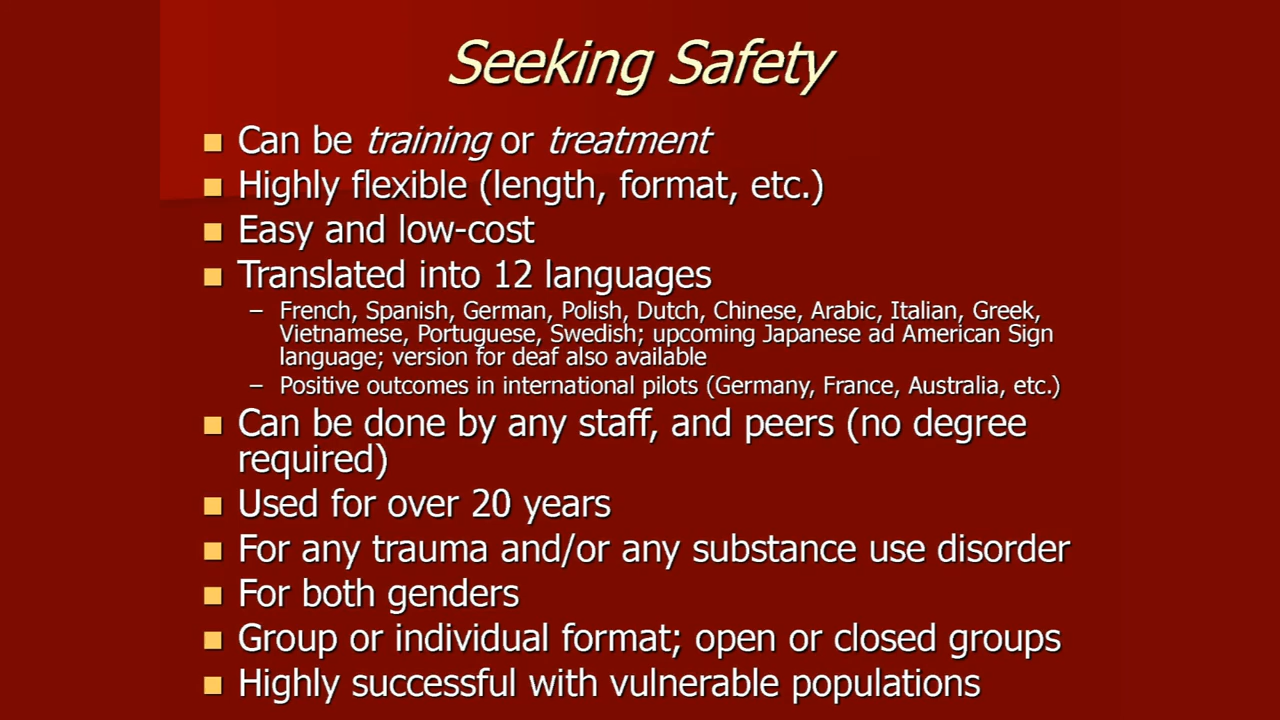 Seeking Safety
Can be training or treatment
Highly flexible (length, format, etc.)
Easy and low-cost
Translated into 12 languages
– French, Spanish, German, Polish, Dutch, Chinese, Arabic, Italian, Greek,
Vietnamese, Portuguese, Swedish; upcoming Japanese ad American Sign
language; version for deaf also available
– Positive outcomes in international pilots (Germany, France, Australia, etc.)
Can be done by any staff, and peers (no degree
required)
Used for over 20 years
For any trauma and/or any substance use disorder
For both genders
Group or individual format; open or closed groups
Highly successful with vulnerable populations